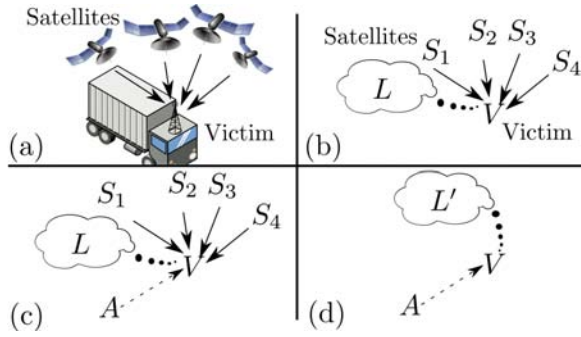 Satellites
Victim
(a)
Satellites
S₁
S₂
S₃
S₄
L
V
Victim
(b)
S₁
S₂
S₃
S₄
L
V
A
(c)
L′
V
A
(d)